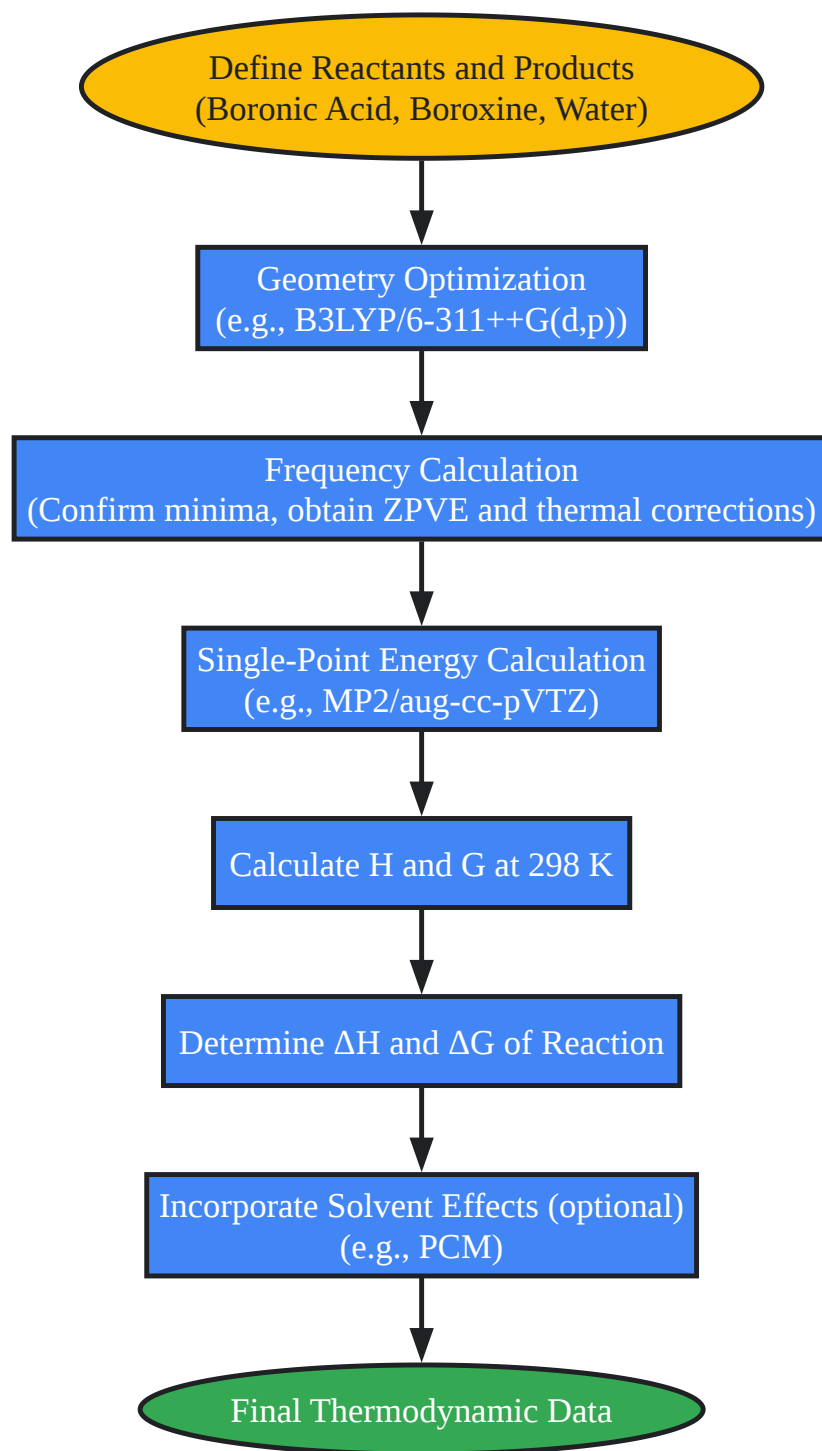 Define Reactants and Products
(Boronic Acid, Boroxine, Water)
Geometry Optimization
(e.g., B3LYP/6-311++G(d,p))
Frequency Calculation
(Confirm minima, obtain ZPVE and thermal corrections)
Single-Point Energy Calculation
(e.g., MP2/aug-cc-pVTZ)
Calculate H and G at 298 K
Determine ΔH and ΔG of Reaction
Incorporate Solvent Effects (optional)
(e.g., PCM)
Final Thermodynamic Data